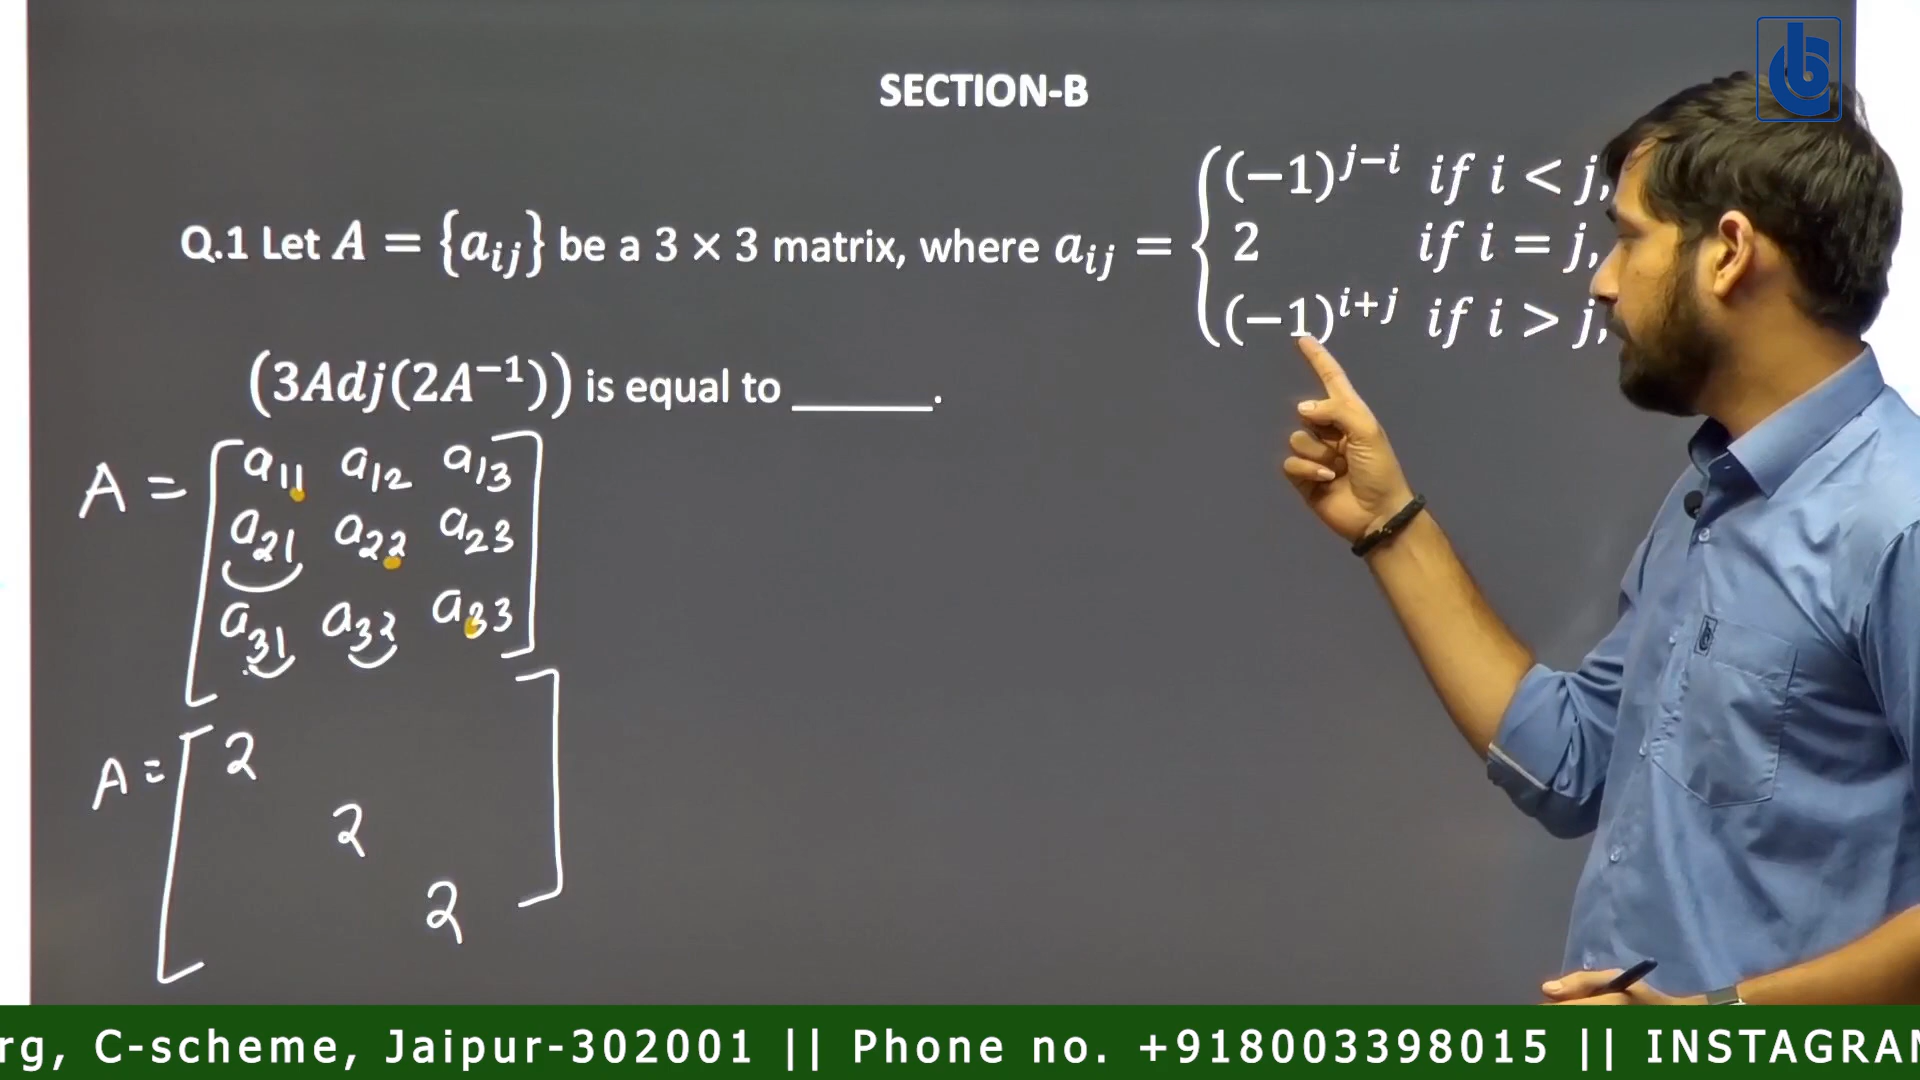 SECTION-B
Q.1 Let A = {aᵢⱼ} be a 3 × 3 matrix, where aᵢⱼ = { (−1)^{j−i} if i < j,
2 if i = j,
(−1)^{i+j} if i > j,
(3Adj(2A⁻¹)) is equal to ______.
A = [ a₁₁ a₁₂ a₁₃
a₂₁ a₂₂ a₂₃
a₃₁ a₃₂ a₃₃ ]
A = [ 2
2
2 ]
rg, C-scheme, Jaipur-302001 || Phone no. +918003398015 || INSTAGRA